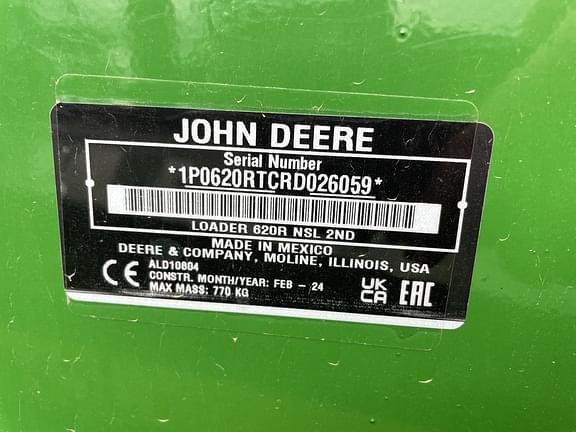 JOHN DEERE
Serial Number
*1P0620RTCRD026059*
LOADER 620R NSL 2ND
MADE IN MEXICO
DEERE & COMPANY, MOLINE, ILLINOIS, USA
ALD10804
CONSTR. MONTH/YEAR: FEB - 24
MAX MASS: 770 KG
CE
UK
CA
EAC